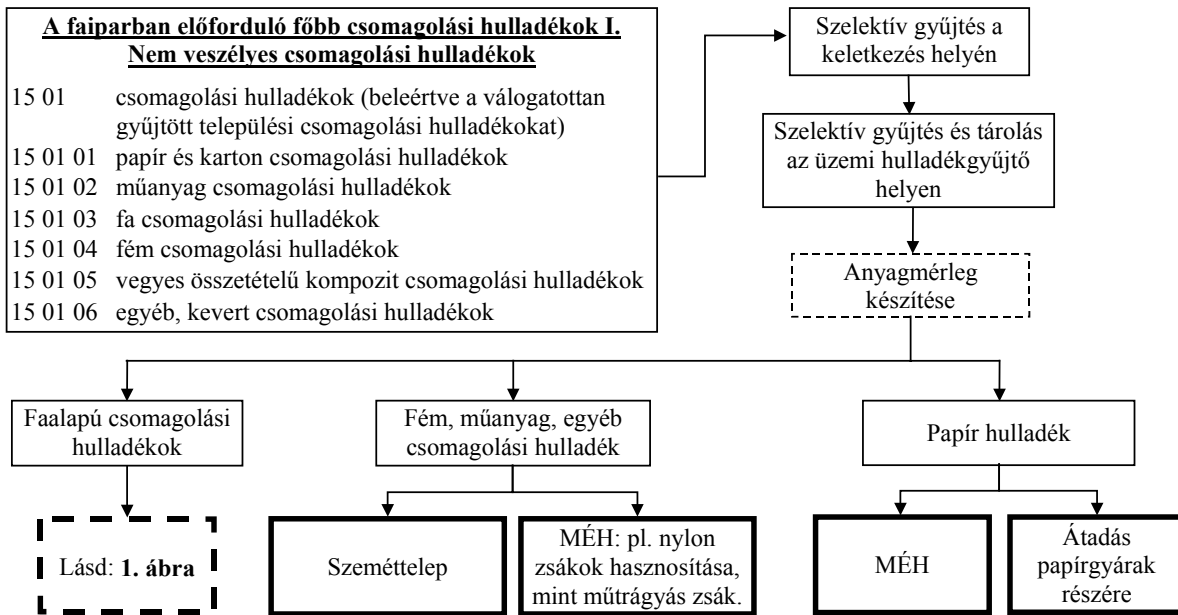 A faiparban előforduló főbb csomagolási hulladékok I.
Nem veszélyes csomagolási hulladékok
15 01 csomagolási hulladékok (beleértve a válogatottan
gyűjtött települési csomagolási hulladékokat)
15 01 01 papír és karton csomagolási hulladékok
15 01 02 műanyag csomagolási hulladékok
15 01 03 fa csomagolási hulladékok
15 01 04 fém csomagolási hulladékok
15 01 05 vegyes összetételű kompozit csomagolási hulladékok
15 01 06 egyéb, kevert csomagolási hulladékok
Szelektív gyűjtés a
keletkezés helyén
Szelektív gyűjtés és tárolás
az üzemi hulladékgyűjtő
helyen
Anyagmérleg
készítése
Faalapú csomagolási
hulladékok
Fém, műanyag, egyéb
csomagolási hulladék
Papír hulladék
Lásd: 1. ábra
Szeméttelep
MÉH: pl. nylon
zsákok hasznosítása,
mint műtrágyás zsák.
MÉH
Átadás
papírgyárak
részére